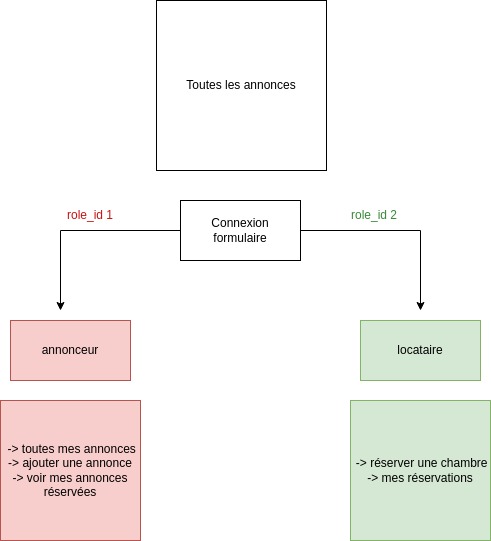 Toutes les annonces
role_id 1
Connexion
formulaire
role_id 2
annonceur
locataire
-> toutes mes annonces
-> ajouter une annonce
-> voir mes annonces
réservées
-> réserver une chambre
-> mes réservations